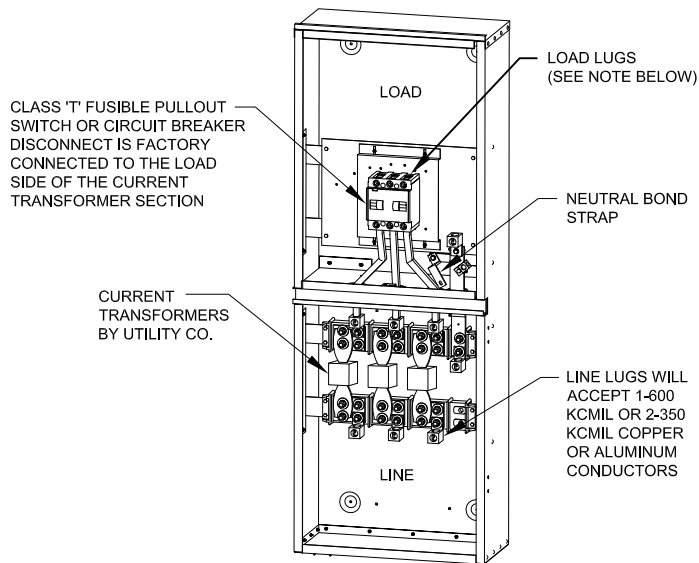 LOAD LUGS
(SEE NOTE BELOW)
LOAD
CLASS 'T' FUSIBLE PULLOUT
SWITCH OR CIRCUIT BREAKER
DISCONNECT IS FACTORY
CONNECTED TO THE LOAD
SIDE OF THE CURRENT
TRANSFORMER SECTION
NEUTRAL BOND
STRAP
CURRENT
TRANSFORMERS
BY UTILITY CO.
LINE LUGS WILL
ACCEPT 1-600
KCMIL OR 2-350
KCMIL COPPER
OR ALUMINUM
CONDUCTORS
LINE